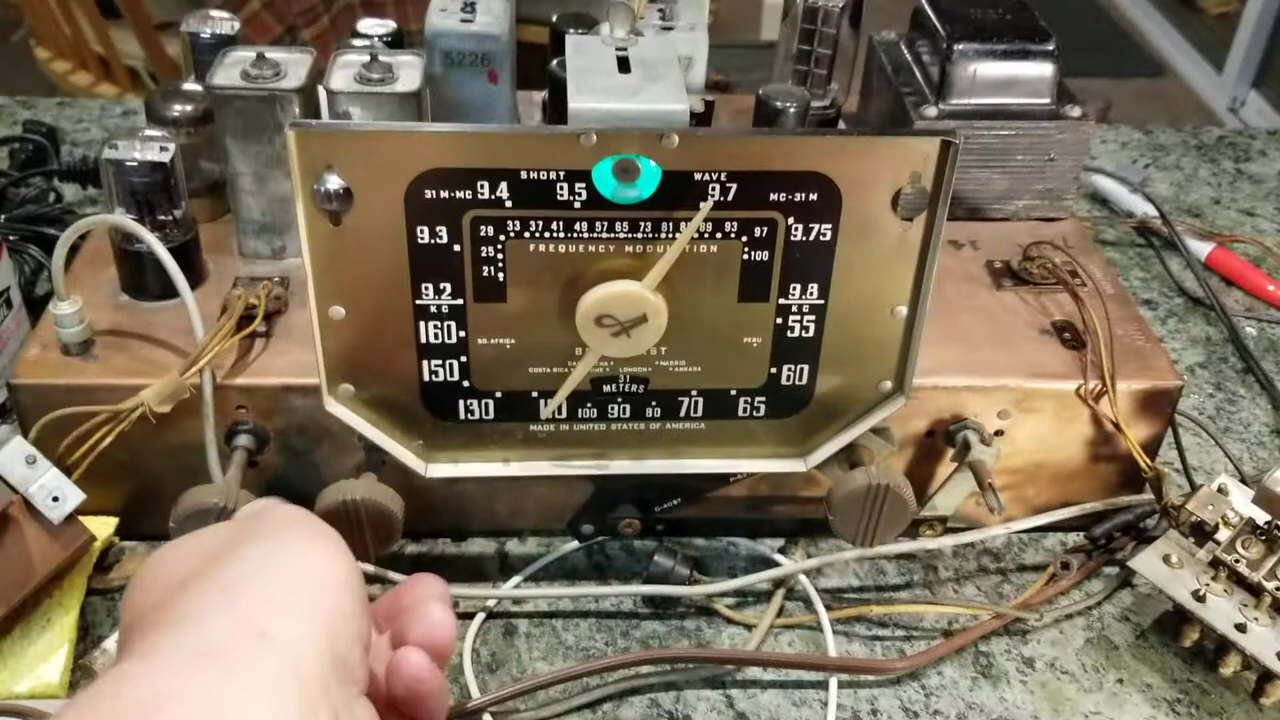 5226
SHORT WAVE
31 M-MC 9.4 9.5 9.7 MC-31 M
9.3 9.75
29 33 37 41 49 57 65 73 81 89 93 97
25 100
21
FREQUENCY MODULATION
9.2 9.8
KC KC
160 55
SO. AFRICA PERU
MADRID
COSTA RICA LONDON ANKARA
150 60
31
METERS
130 110 100 90 80 70 65
MADE IN UNITED STATES OF AMERICA